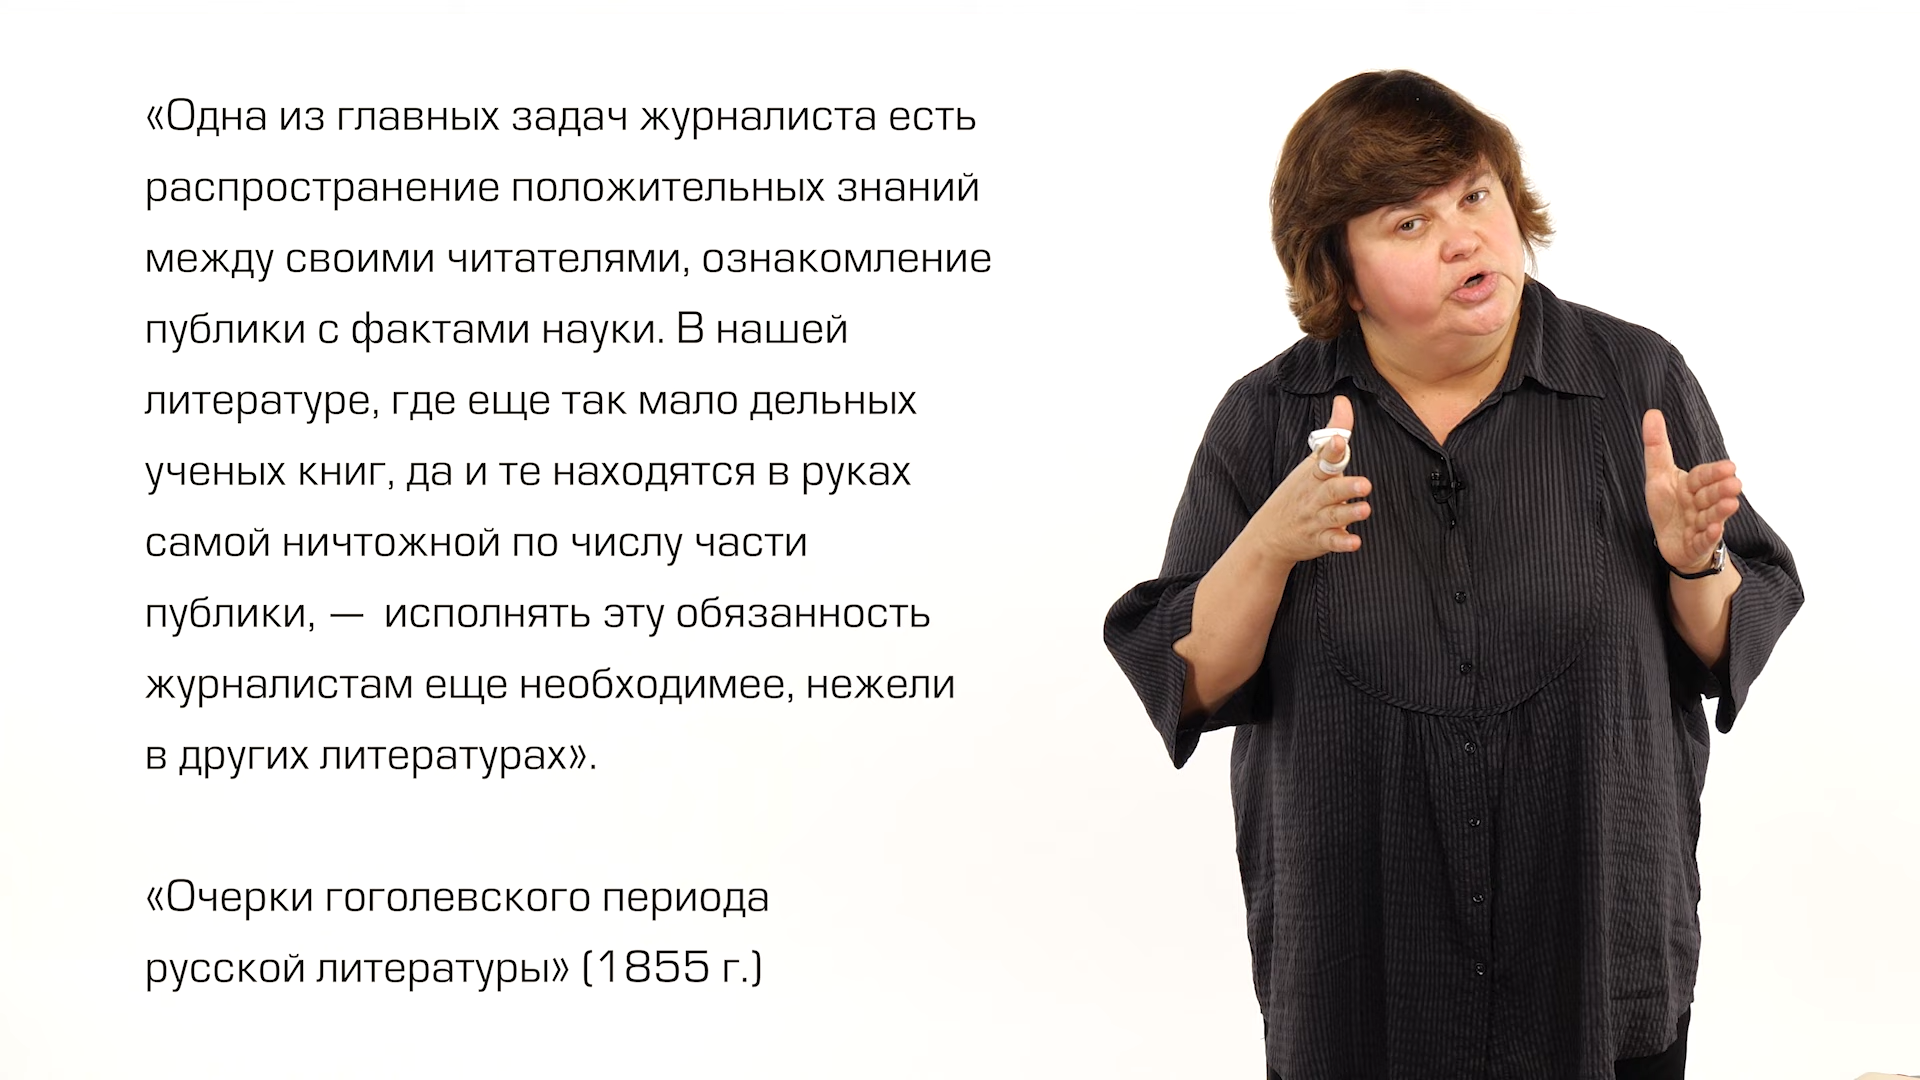 «Одна из главных задач журналиста есть
распространение положительных знаний
между своими читателями, ознакомление
публики с фактами науки. В нашей
литературе, где еще так мало дельных
ученых книг, да и те находятся в руках
самой ничтожной по числу части
публики, — исполнять эту обязанность
журналистам еще необходимее, нежели
в других литературах».
«Очерки гоголевского периода
русской литературы» (1855 г.)